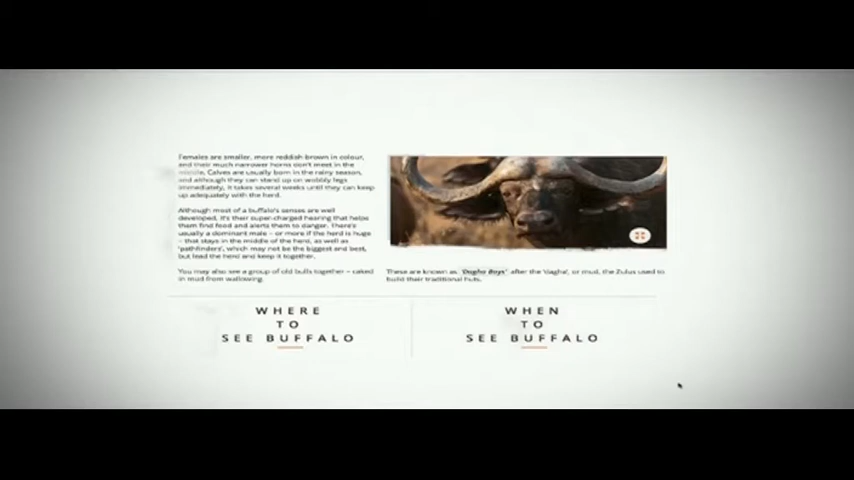 Females are smaller, more reddish brown in colour,
and their much narrower horns don't meet in the
middle. Calves are usually born in the rainy season,
and although they can stand up on wobbly legs
immediately, it takes several weeks until they can keep
up adequately with the herd.
Although most of a buffalo's senses are well
developed, it's their super-charged hearing that helps
them find food and alerts them to danger. There's
usually a dominant male – or more if the herd is huge
– that stays in the middle of the herd, as well as
'pathfinders', which may not be the biggest and best,
but lead the herd and keep it together.
You may also see a group of old bulls together – caked
in mud from wallowing.
These are known as 'Dagha Boys' after the 'dagha', or mud, the Zulus used to
build their traditional huts.
WHERE
TO
SEE BUFFALO
WHEN
TO
SEE BUFFALO